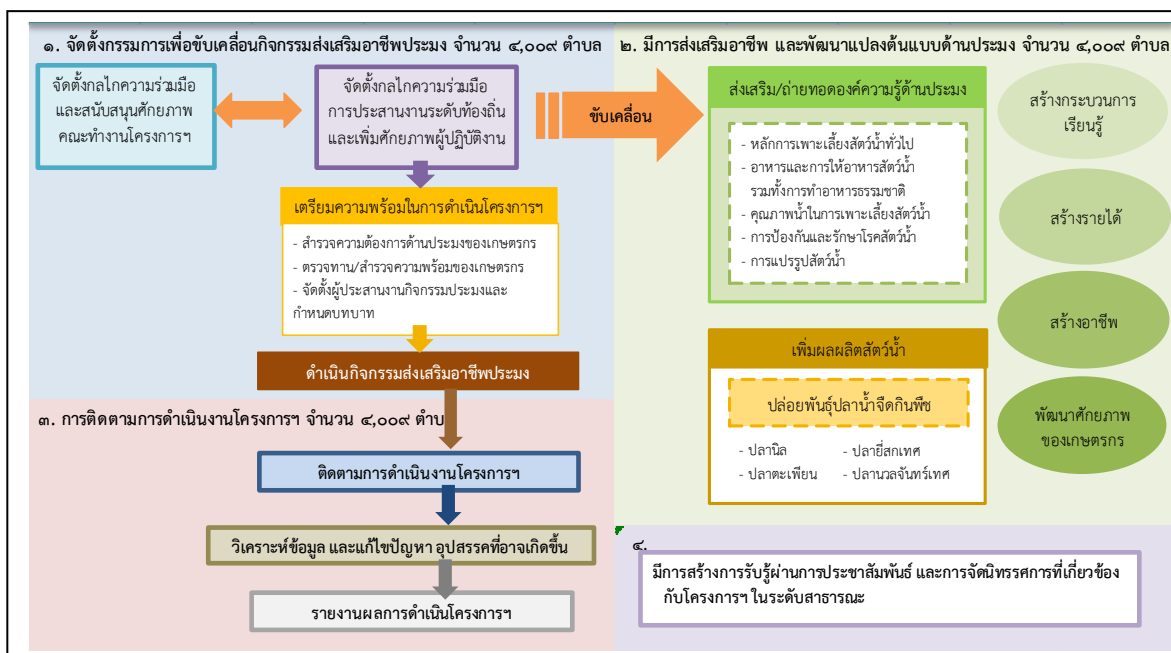 ๑. จัดตั้งกรรมการเพื่อขับเคลื่อนกิจกรรมส่งเสริมอาชีพประมง จำนวน ๔,๐๐๙ ตำบล
จัดตั้งกลไกความร่วมมือ
และสนับสนุนศักยภาพ
คณะทำงานโครงการฯ
จัดตั้งกลไกความร่วมมือ
การประสานงานระดับท้องถิ่น
และเพิ่มศักยภาพผู้ปฏิบัติงาน
ขับเคลื่อน
เตรียมความพร้อมในการดำเนินโครงการฯ
- สำรวจความต้องการด้านประมงของเกษตรกร
- ตรวจทาน/สำรวจความพร้อมของเกษตรกร
- จัดตั้งผู้ประสานงานกิจกรรมประมงและ
กำหนดบทบาท
ดำเนินกิจกรรมส่งเสริมอาชีพประมง
๒. มีการส่งเสริมอาชีพ และพัฒนาแปลงต้นแบบด้านประมง จำนวน ๔,๐๐๙ ตำบล
ส่งเสริม/ถ่ายทอดองค์ความรู้ด้านประมง
- หลักการเพาะเลี้ยงสัตว์น้ำทั่วไป
- อาหารและการให้อาหารสัตว์น้ำ
รวมทั้งการทำอาหารธรรมชาติ
- คุณภาพน้ำในการเพาะเลี้ยงสัตว์น้ำ
- การป้องกันและรักษาโรคสัตว์น้ำ
- การแปรรูปสัตว์น้ำ
เพิ่มผลผลิตสัตว์น้ำ
ปล่อยพันธุ์ปลาน้ำจืดกินพืช
- ปลานิล - ปลายี่สกเทศ
- ปลาตะเพียน - ปลานวลจันทร์เทศ
สร้างกระบวนการ
เรียนรู้
สร้างรายได้
สร้างอาชีพ
พัฒนาศักยภาพ
ของเกษตรกร
๓. การติดตามการดำเนินงานโครงการฯ จำนวน ๔,๐๐๙ ตำบ
ติดตามการดำเนินงานโครงการฯ
วิเคราะห์ข้อมูล และแก้ไขปัญหา อุปสรรคที่อาจเกิดขึ้น
รายงานผลการดำเนินโครงการฯ
๔.
มีการสร้างการรับรู้ผ่านการประชาสัมพันธ์ และการจัดนิทรรศการที่เกี่ยวข้อง
กับโครงการฯ ในระดับสาธารณะ